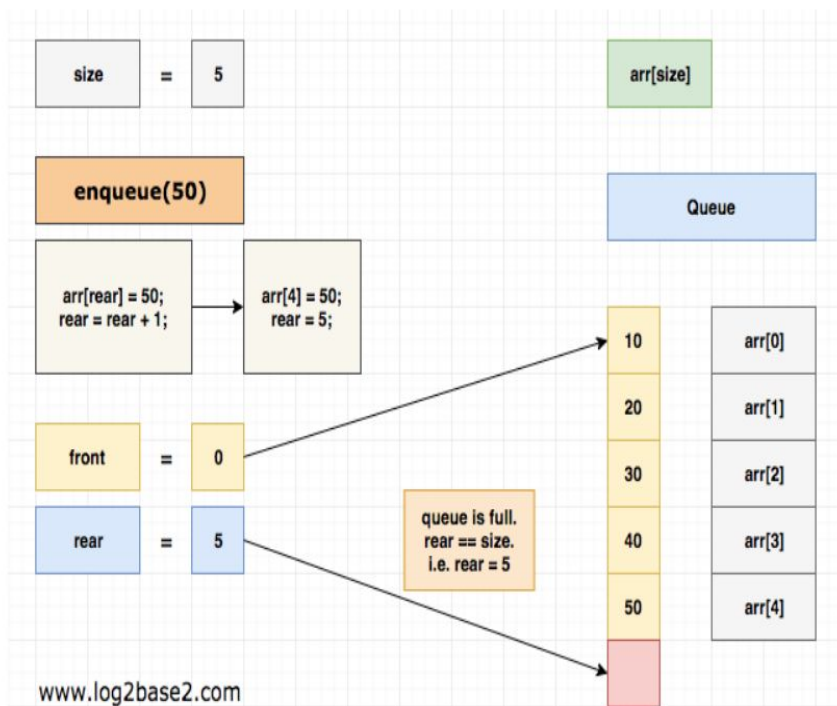 size = 5
arr[size]
enqueue(50)
Queue
arr[rear] = 50;
rear = rear + 1;
arr[4] = 50;
rear = 5;
10 arr[0]
20 arr[1]
front = 0
30 arr[2]
rear = 5
queue is full.
rear == size.
i.e. rear = 5
40 arr[3]
50 arr[4]
www.log2base2.com